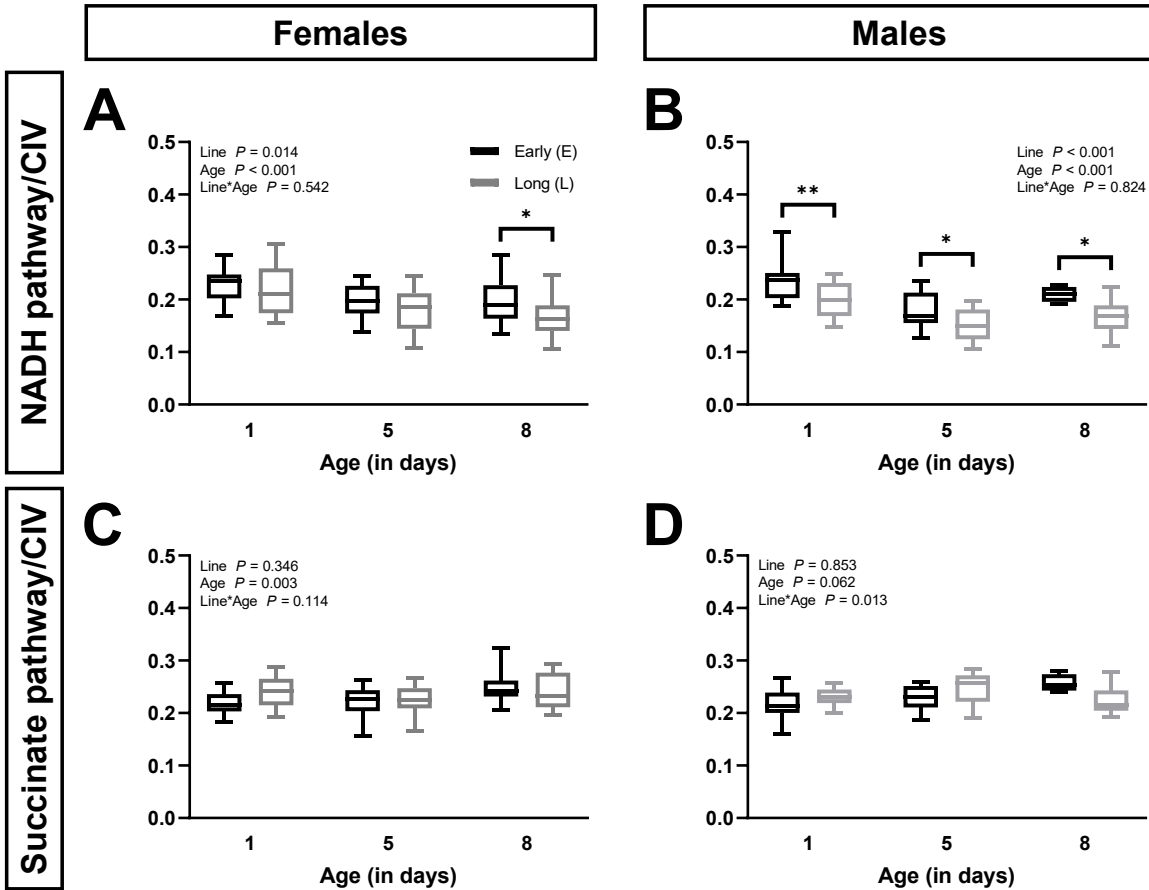 Females
Males
NADH pathway/CIV
A
0.5
0.4
0.3
0.2
0.1
0.0
Line P = 0.014
Age P < 0.001
Line*Age P = 0.542
Early (E)
Long (L)
*
1
5
8
Age (in days)
B
0.5
0.4
0.3
0.2
0.1
0.0
Line P < 0.001
Age P < 0.001
Line*Age P = 0.824
**
*
*
1
5
8
Age (in days)
Succinate pathway/CIV
C
0.5
0.4
0.3
0.2
0.1
0.0
Line P = 0.346
Age P = 0.003
Line*Age P = 0.114
1
5
8
Age (in days)
D
0.5
0.4
0.3
0.2
0.1
0.0
Line P = 0.853
Age P = 0.062
Line*Age P = 0.013
1
5
8
Age (in days)